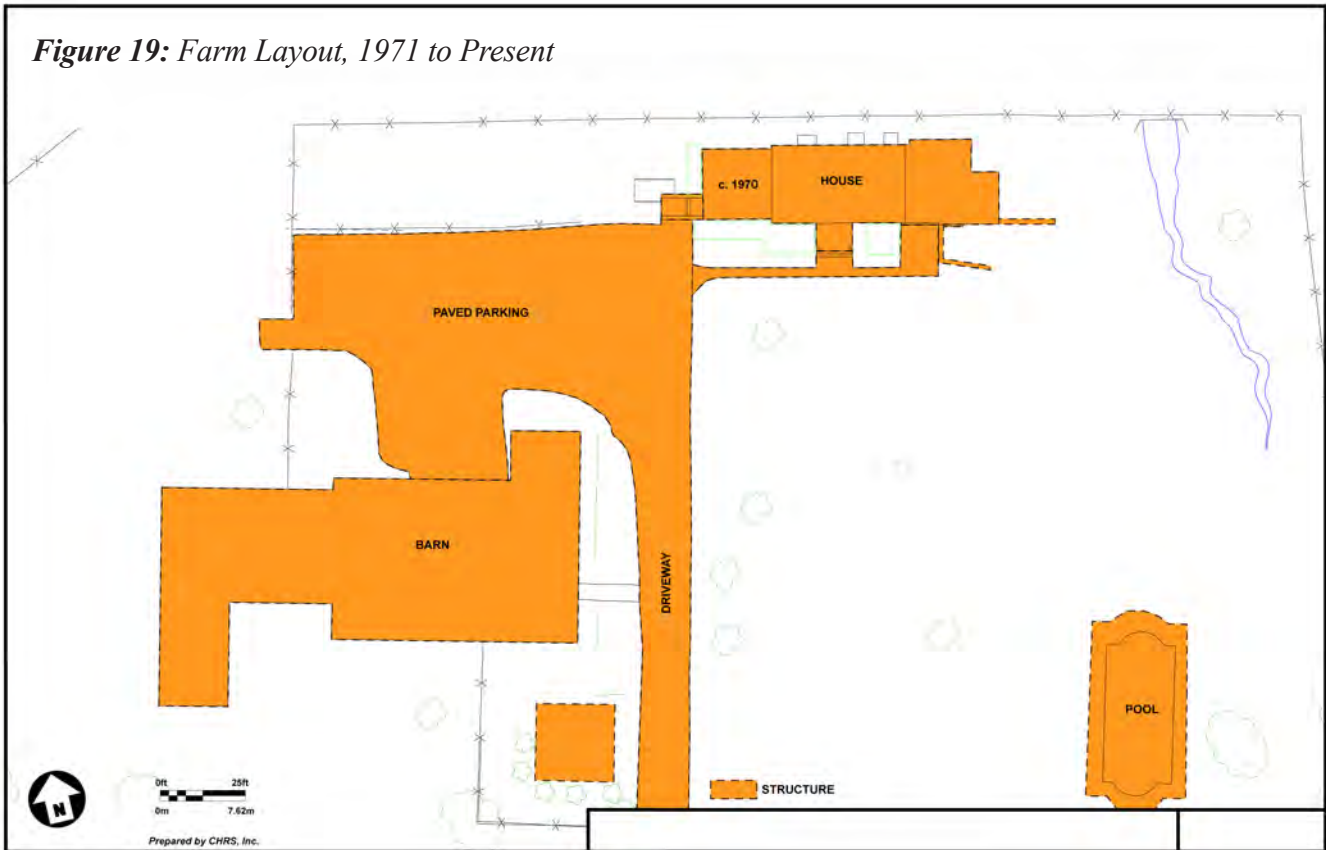 Figure 19: Farm Layout, 1971 to Present
c. 1970
HOUSE
PAVED PARKING
BARN
DRIVEWAY
POOL
STRUCTURE
N
0ft 25ft
0m 7.62m
Prepared by CHRS, Inc.